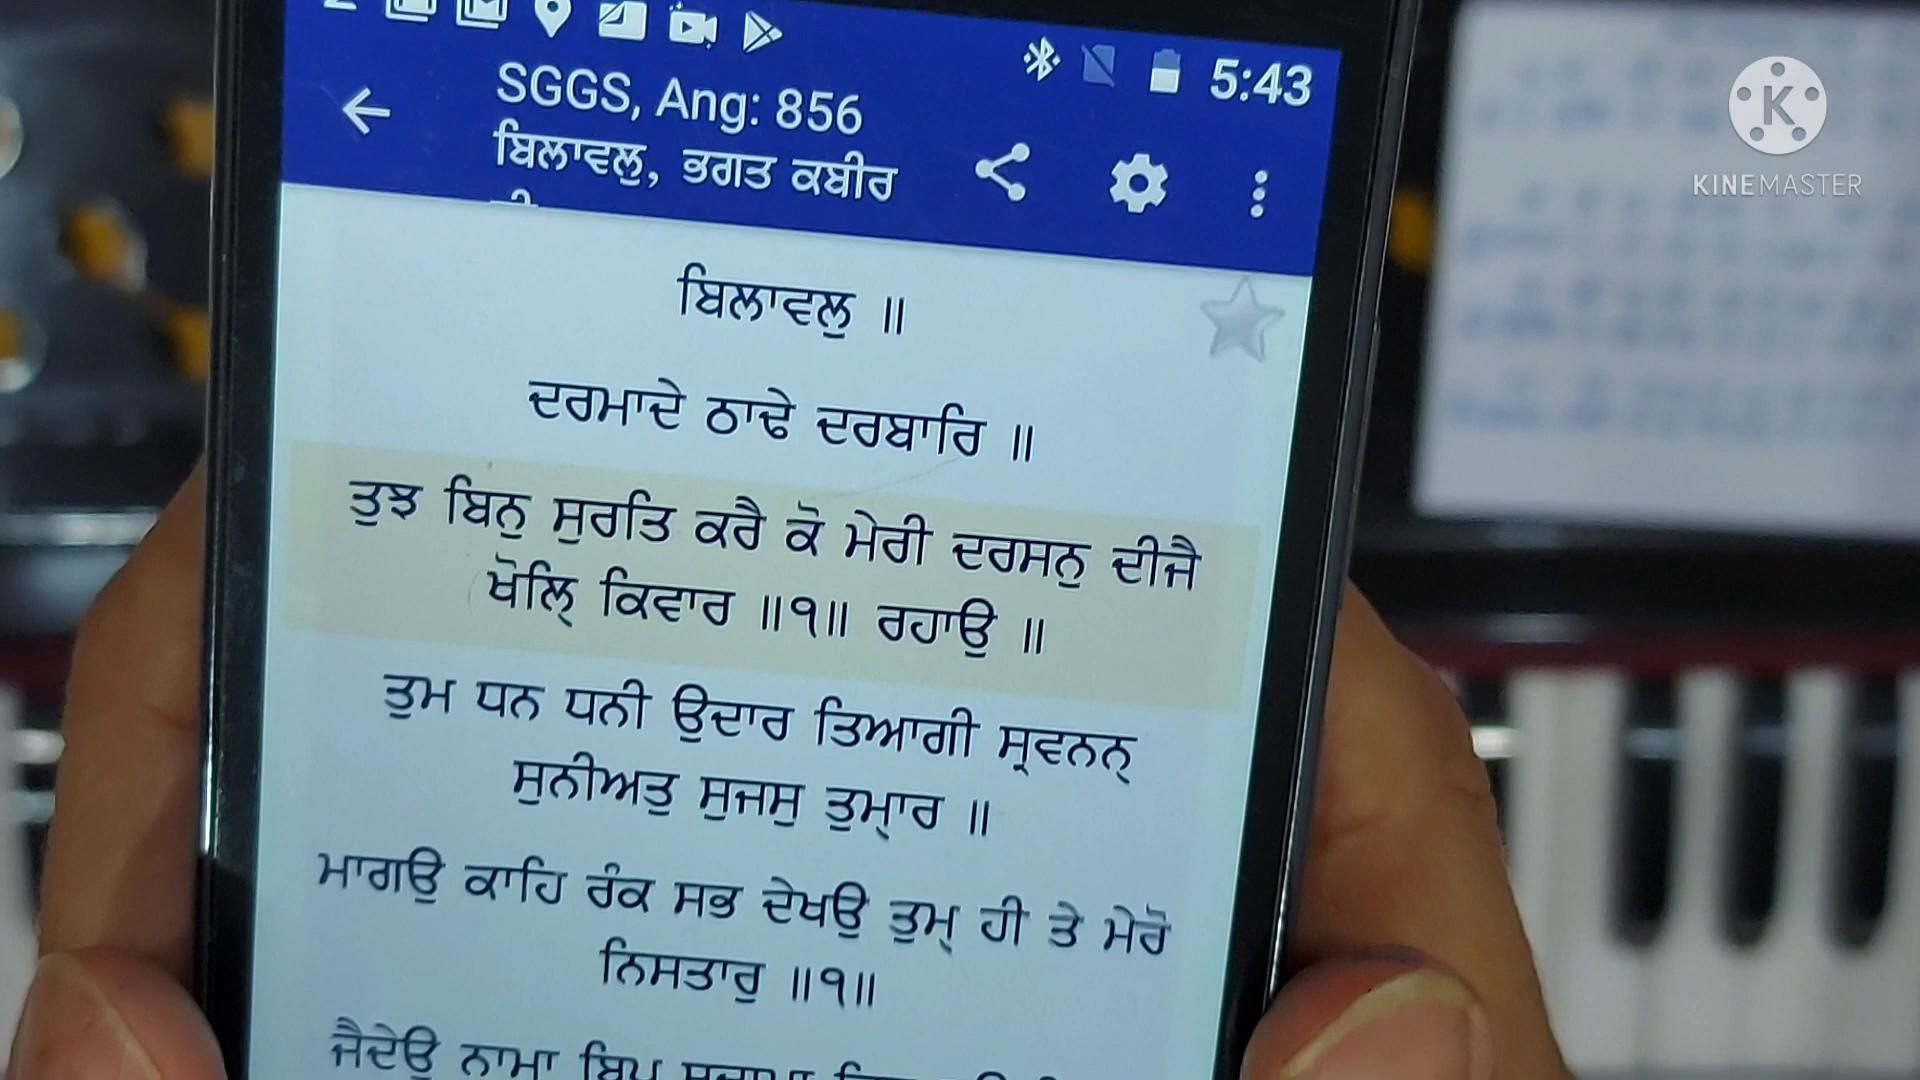 5:43
SGGS, Ang: 856
ਬਿਲਾਵਲੁ, ਭਗਤ ਕਬੀਰ
ਬਿਲਾਵਲੁ ॥
ਦਰਮਾਦੇ ਠਾਢੇ ਦਰਬਾਰਿ ॥
ਤੁਝ ਬਿਨੁ ਸੁਰਤਿ ਕਰੈ ਕੋ ਮੇਰੀ ਦਰਸਨੁ ਦੀਜੈ
ਖੋਲਿ੍ ਕਿਵਾਰ ॥੧॥ ਰਹਾਉ ॥
ਤੁਮ ਧਨ ਧਨੀ ਉਦਾਰ ਤਿਆਗੀ ਸ੍ਰਵਨਨ੍
ਸੁਨੀਅਤੁ ਸੁਜਸੁ ਤੁਮ੍ਾਰ ॥
ਮਾਗਉ ਕਾਹਿ ਰੰਕ ਸਭ ਦੇਖਉ ਤੁਮ੍ ਹੀ ਤੇ ਮੇਰੋ
ਨਿਸਤਾਰੁ ॥੧॥
ਜੈਦੇਉ ਨਾਮਾ
K
KINEMASTER